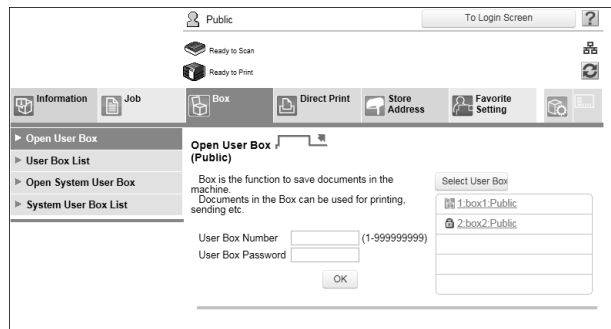 Public
To Login Screen
?
Ready to Scan
Ready to Print
Information
Job
Box
Direct Print
Store
Address
Favorite
Setting
Open User Box
User Box List
Open System User Box
System User Box List
Open User Box
(Public)
Box is the function to save documents in the
machine.
Documents in the Box can be used for printing,
sending etc.
User Box Number (1-999999999)
User Box Password
OK
Select User Box
1:box1:Public
2:box2:Public